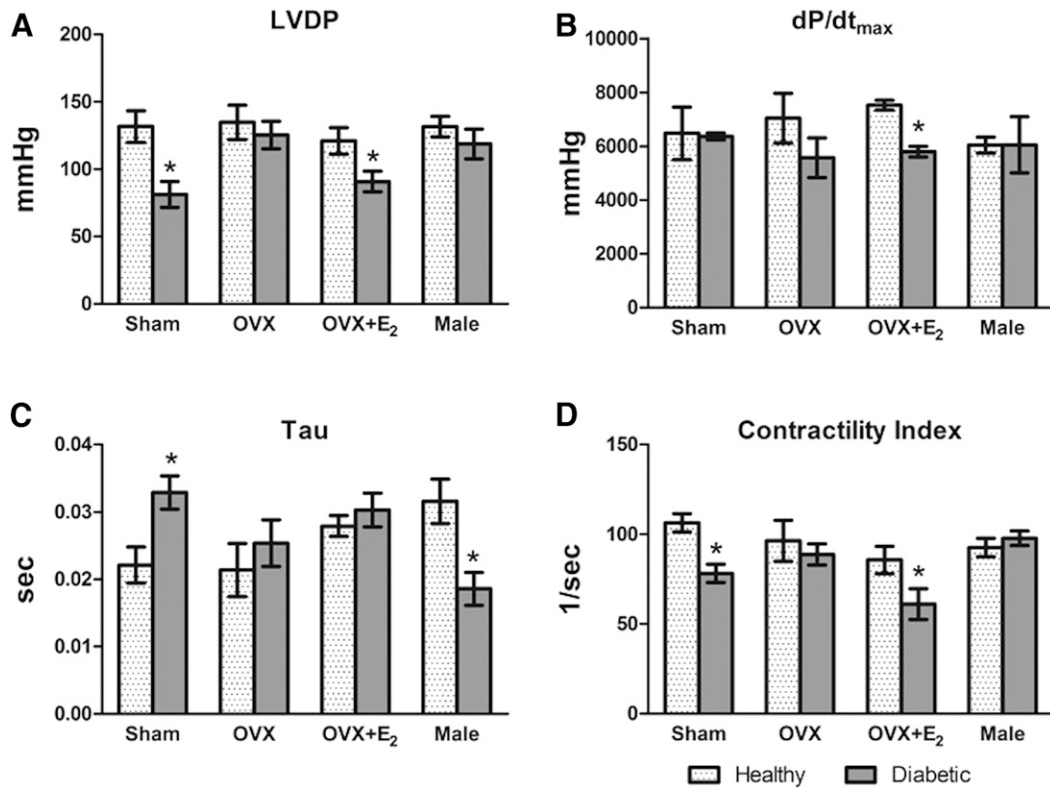 A
LVDP
200
150
100
50
0
mmHg
*
*
Sham
OVX
OVX+E₂
Male
B
dP/dtₘₐₓ
10000
8000
6000
4000
2000
0
mmHg
*
Sham
OVX
OVX+E₂
Male
C
Tau
0.04
0.03
0.02
0.01
0.00
sec
*
*
Sham
OVX
OVX+E₂
Male
D
Contractility Index
150
100
50
0
1/sec
*
*
Sham
OVX
OVX+E₂
Male
Healthy
Diabetic